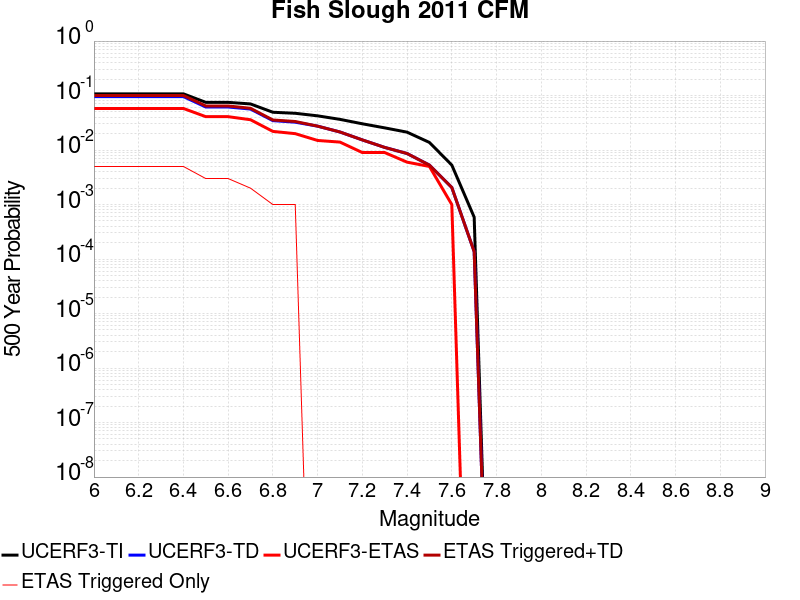 Fish Slough 2011 CFM
10^0
10^-1
10^-2
10^-3
10^-4
10^-5
10^-6
10^-7
10^-8
500 Year Probability
6 6.2 6.4 6.6 6.8 7 7.2 7.4 7.6 7.8 8 8.2 8.4 8.6 8.8 9
Magnitude
UCERF3-TI UCERF3-TD UCERF3-ETAS ETAS Triggered+TD
ETAS Triggered Only